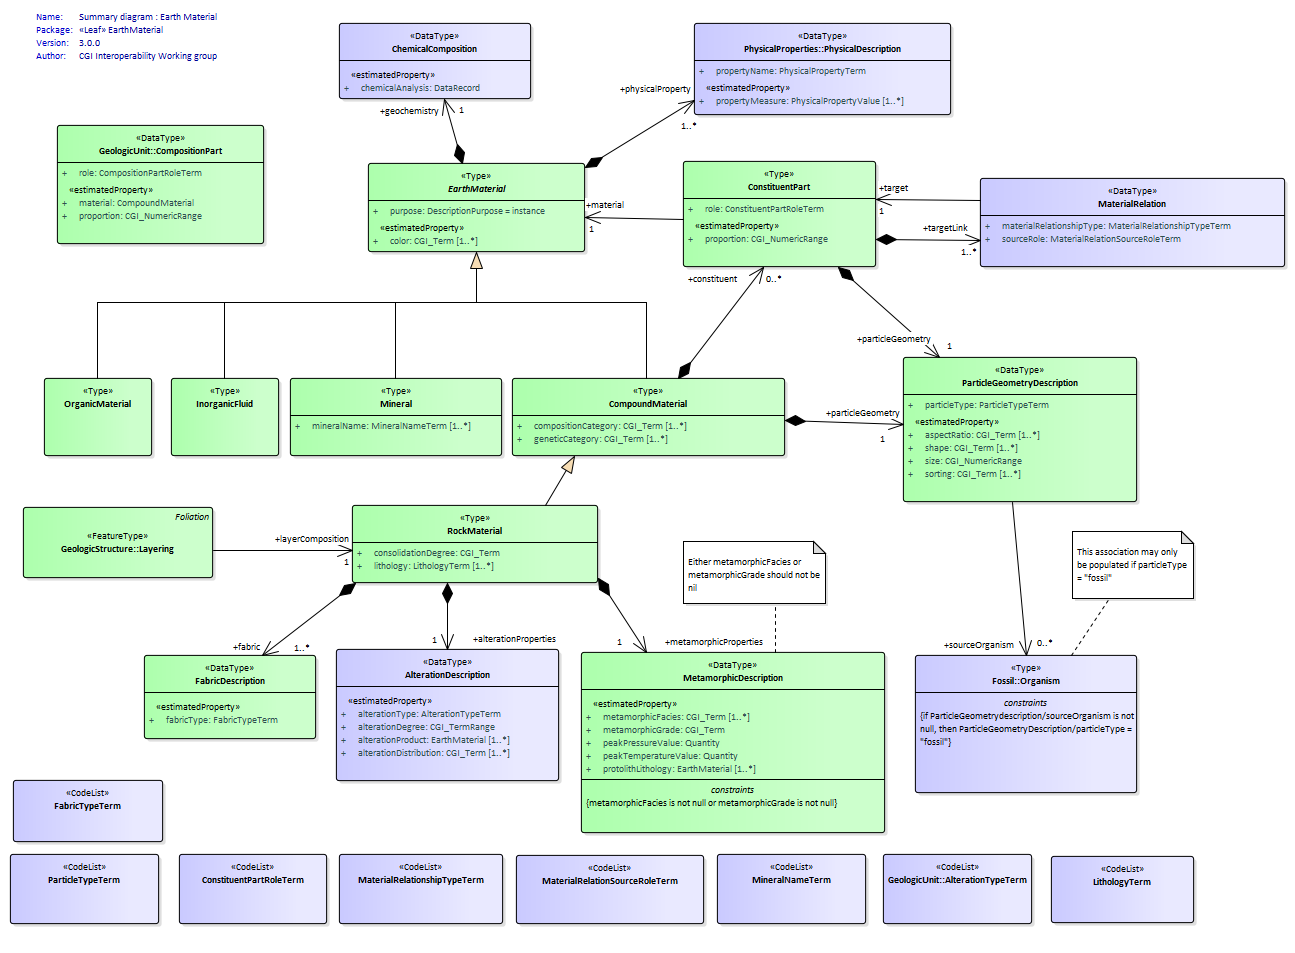 Name: Summary diagram : Earth Material
Package: «Leaf» EarthMaterial
Version: 3.0.0
Author: CGI Interoperability Working group
«DataType»
ChemicalComposition
«estimatedProperty»
+ chemicalAnalysis: DataRecord
«DataType»
PhysicalProperties::PhysicalDescription
+ propertyName: PhysicalPropertyTerm
«estimatedProperty»
+ propertyMeasure: PhysicalPropertyValue [1..*]
+physicalProperty
1..*
+geochemistry
1
«DataType»
GeologicUnit::CompositionPart
+ role: CompositionPartRoleTerm
«estimatedProperty»
+ material: CompoundMaterial
+ proportion: CGI_NumericRange
«Type»
EarthMaterial
+ purpose: DescriptionPurpose = instance
«estimatedProperty»
+ color: CGI_Term [1..*]
+material
1
«Type»
ConstituentPart
+ role: ConstituentPartRoleTerm
«estimatedProperty»
+ proportion: CGI_NumericRange
+target
1
+targetLink
1..*
«DataType»
MaterialRelation
+ materialRelationshipType: MaterialRelationshipTypeTerm
+ sourceRole: MaterialRelationSourceRoleTerm
+constituent
0..*
+particleGeometry
1
«Type»
OrganicMaterial
«Type»
InorganicFluid
«Type»
Mineral
+ mineralName: MineralNameTerm [1..*]
«Type»
CompoundMaterial
+ compositionCategory: CGI_Term [1..*]
+ geneticCategory: CGI_Term [1..*]
+particleGeometry
1
«DataType»
ParticleGeometryDescription
+ particleType: ParticleTypeTerm
«estimatedProperty»
+ aspectRatio: CGI_Term [1..*]
+ shape: CGI_Term [1..*]
+ size: CGI_NumericRange
+ sorting: CGI_Term [1..*]
Foliation
«FeatureType»
GeologicStructure::Layering
+layerComposition
1
«Type»
RockMaterial
+ consolidationDegree: CGI_Term
+ lithology: LithologyTerm [1..*]
Either metamorphicFacies or
metamorphicGrade should not be
nil
This association may only
be populated if particleType
= "fossil"
+fabric
1..*
1
+alterationProperties
1
+metamorphicProperties
+sourceOrganism
0..*
«DataType»
FabricDescription
«estimatedProperty»
+ fabricType: FabricTypeTerm
«DataType»
AlterationDescription
«estimatedProperty»
+ alterationType: AlterationTypeTerm
+ alterationDegree: CGI_TermRange
+ alterationProduct: EarthMaterial [1..*]
+ alterationDistribution: CGI_Term [1..*]
«DataType»
MetamorphicDescription
«estimatedProperty»
+ metamorphicFacies: CGI_Term [1..*]
+ metamorphicGrade: CGI_Term
+ peakPressureValue: Quantity
+ peakTemperatureValue: Quantity
+ protolithLithology: EarthMaterial [1..*]
constraints
{metamorphicFacies is not null or metamorphicGrade is not null}
«Type»
Fossil::Organism
constraints
{if ParticleGeometrydescription/sourceOrganism is not
null, then ParticleGeometryDescription/particleType =
"fossil"}
«CodeList»
FabricTypeTerm
«CodeList»
ParticleTypeTerm
«CodeList»
ConstituentPartRoleTerm
«CodeList»
MaterialRelationshipTypeTerm
«CodeList»
MaterialRelationSourceRoleTerm
«CodeList»
MineralNameTerm
«CodeList»
GeologicUnit::AlterationTypeTerm
«CodeList»
LithologyTerm